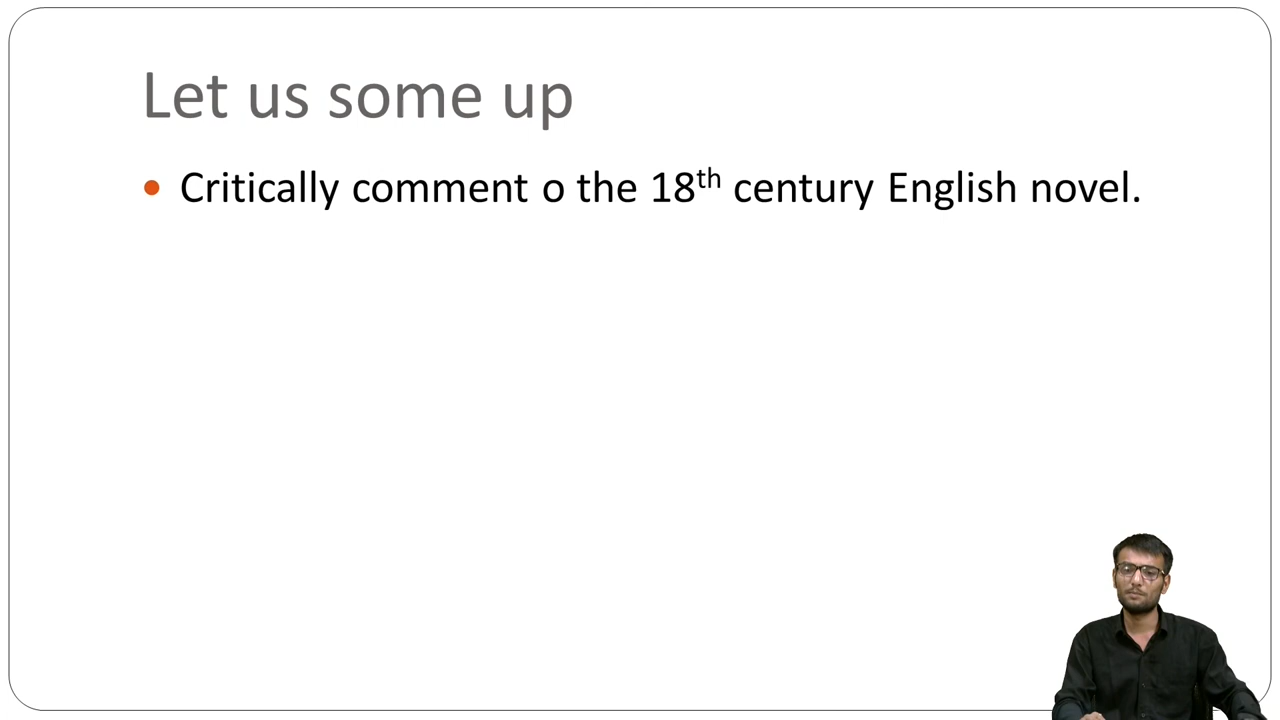 Let us some up
• Critically comment o the 18th century English novel.